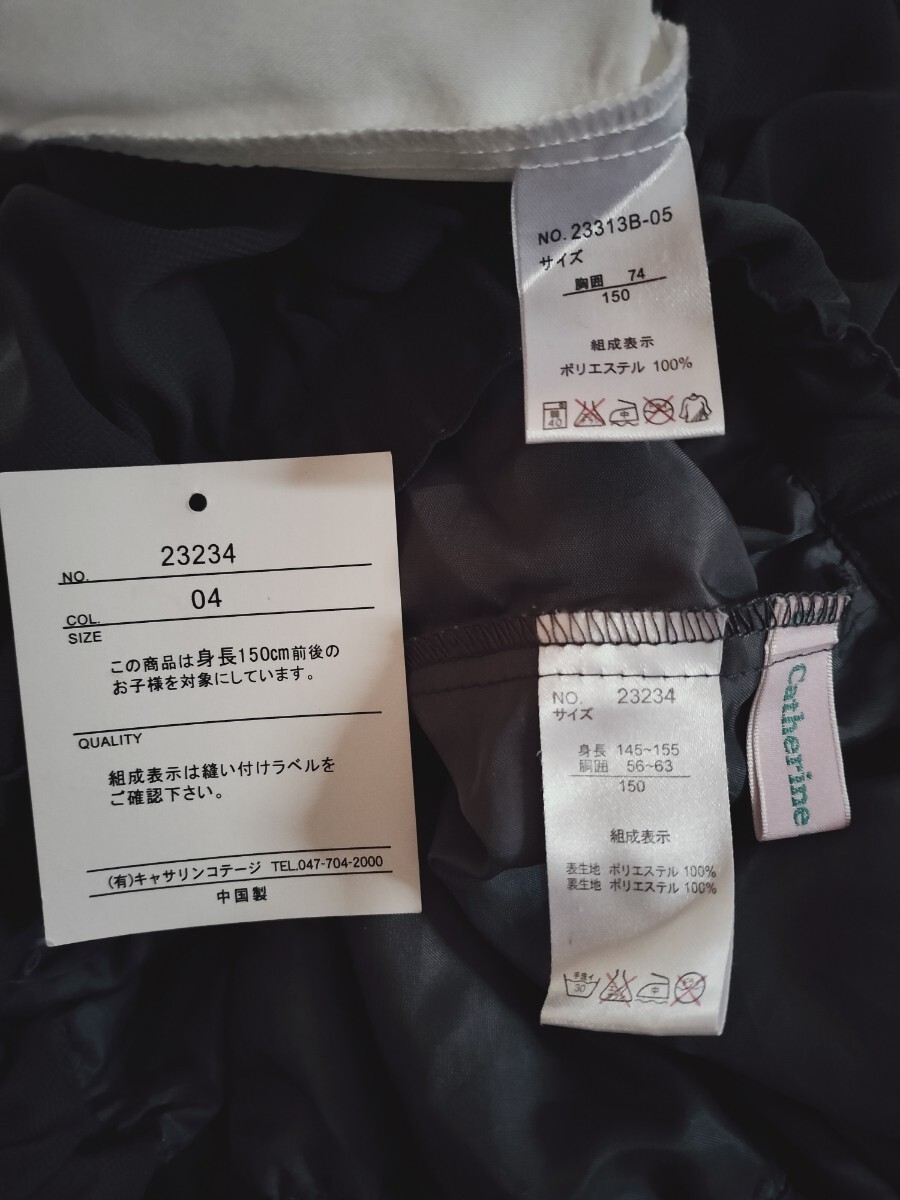 NO. 23313B-05
サイズ
胸囲 74
150
組成表示
ポリエステル 100%
40
中
NO. 23234
COL. 04
SIZE
この商品は身長150cm前後の
お子様を対象にしています。
QUALITY
組成表示は縫い付けラベルを
ご確認下さい。
(有)キャサリンコテージ TEL.047-704-2000
中国製
NO. 23234
サイズ
身長 145~155
胴囲 56~63
150
組成表示
表生地 ポリエステル 100%
裏生地 ポリエステル 100%
手洗イ
30
中
Catherine